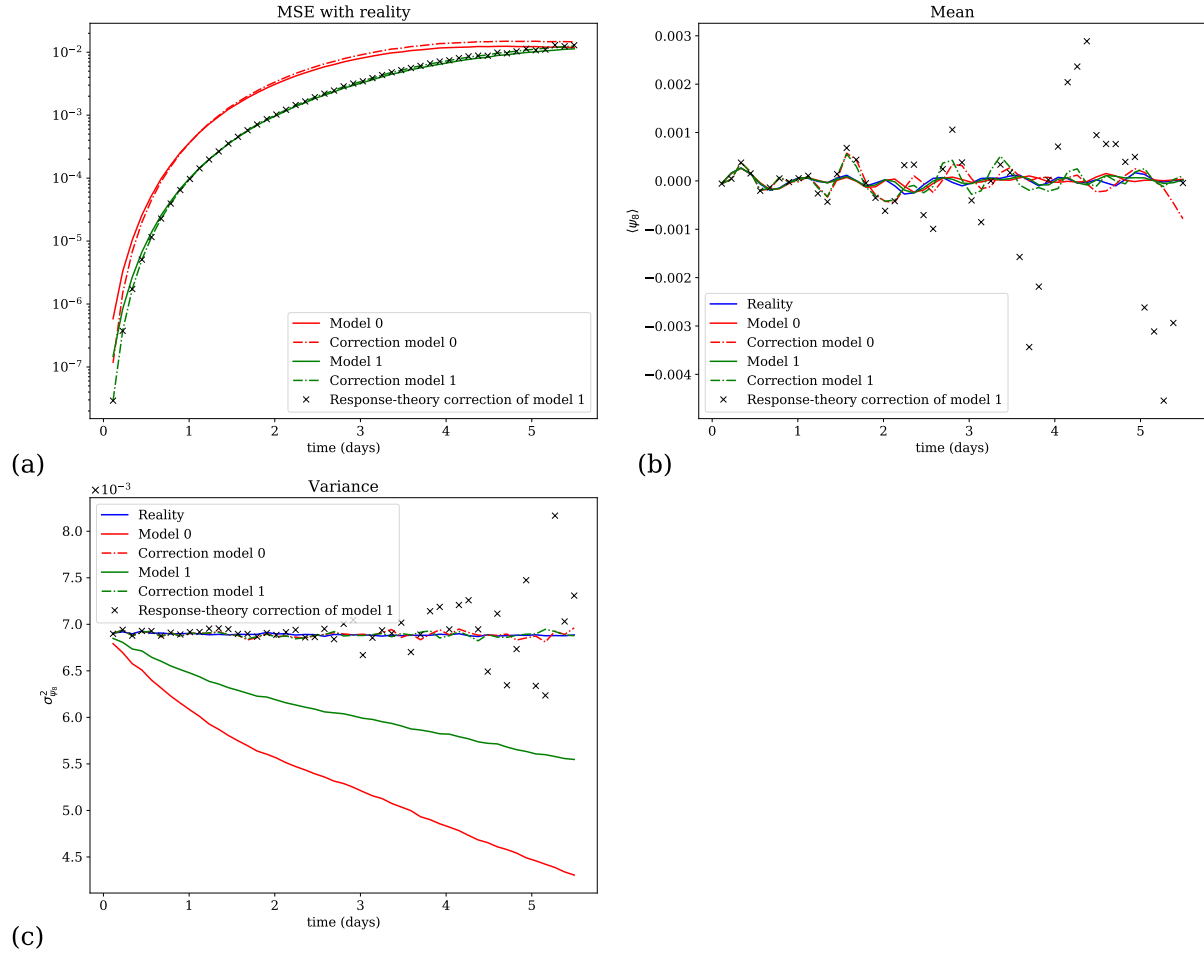 MSE with reality
10⁻²
10⁻³
10⁻⁴
10⁻⁵
10⁻⁶
10⁻⁷
Model 0
Correction model 0
Model 1
Correction model 1
Response-theory correction of model 1
0 1 2 3 4 5
time (days)
(a)
Mean
0.003
0.002
0.001
0.000
−0.001
−0.002
−0.003
−0.004
⟨ψ₈⟩
Reality
Model 0
Correction model 0
Model 1
Correction model 1
Response-theory correction of model 1
0 1 2 3 4 5
time (days)
(b)
×10⁻³
Variance
8.0
7.5
7.0
6.5
6.0
5.5
5.0
4.5
σ²_ψ₈
Reality
Model 0
Correction model 0
Model 1
Correction model 1
Response-theory correction of model 1
0 1 2 3 4 5
time (days)
(c)